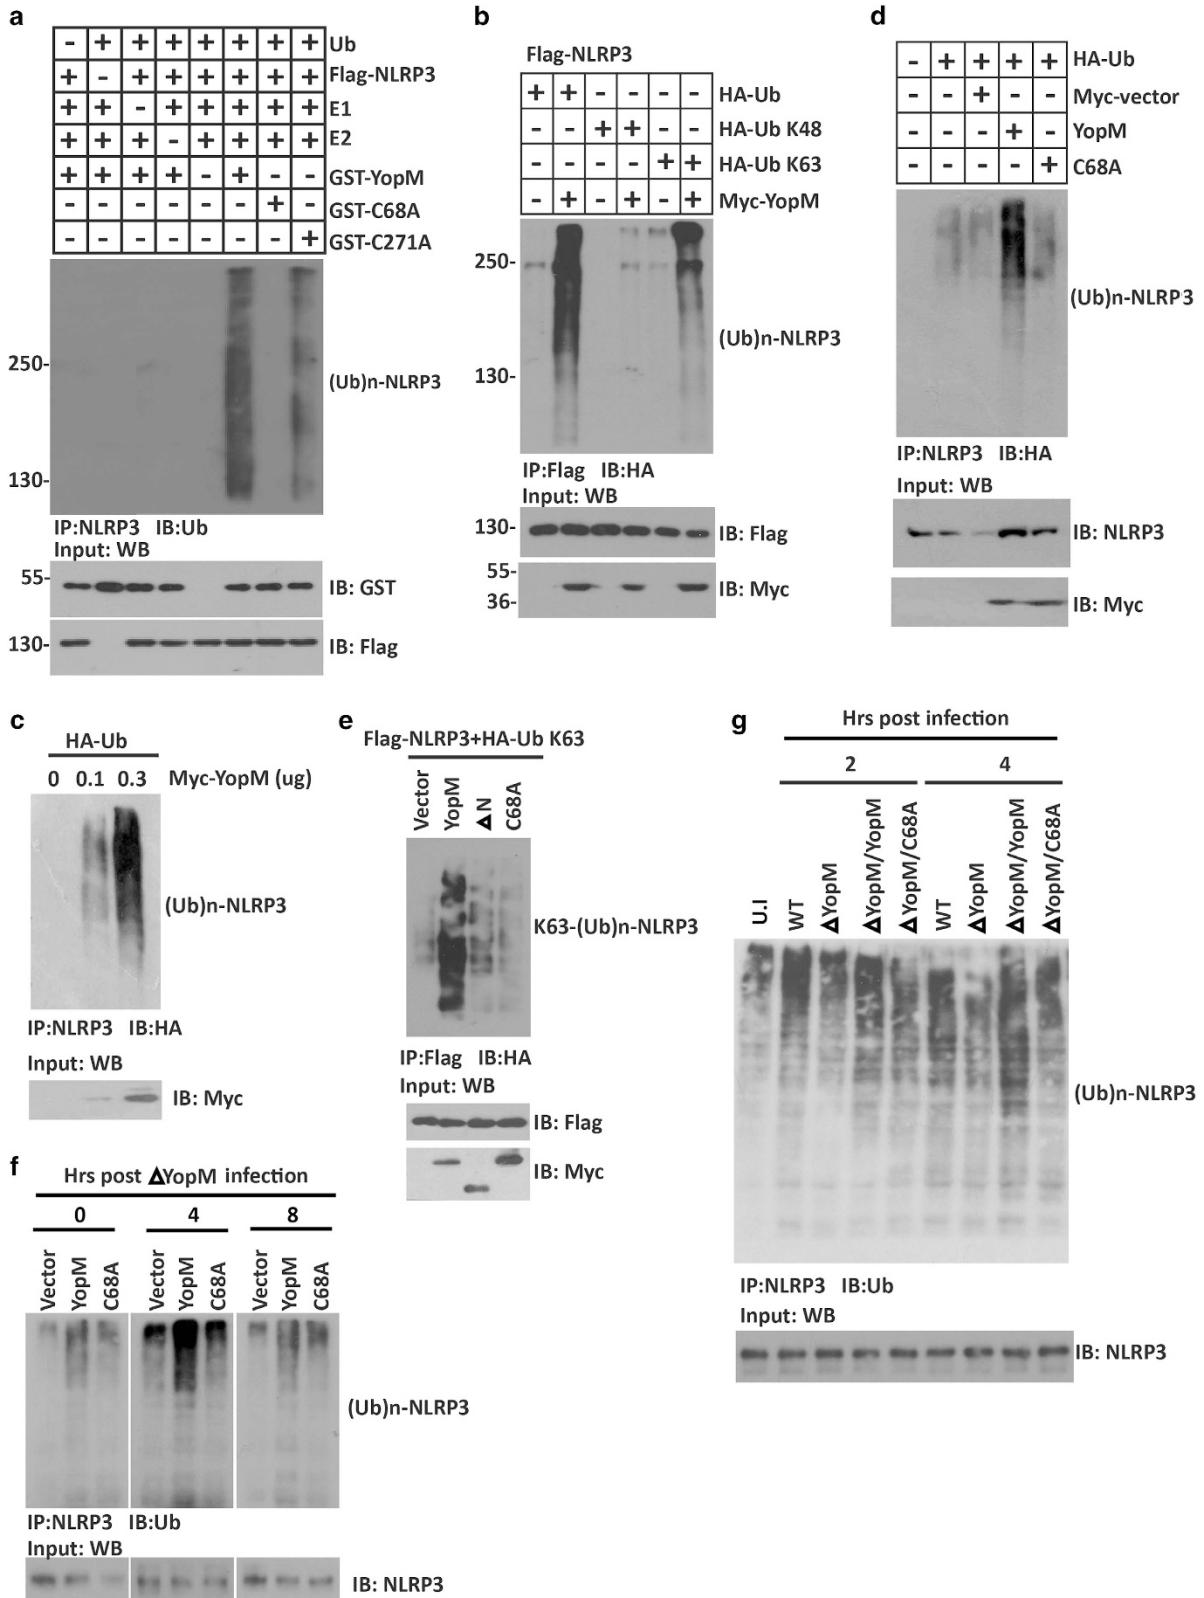 a
- + + + + + + + Ub
+ - + + + + + + Flag-NLRP3
+ + - + + + + + E1
+ + + - + + + + E2
+ + + + - + - - GST-YopM
- - - - - - + - GST-C68A
- - - - - - - + GST-C271A
250-
(Ub)n-NLRP3
130-
IP:NLRP3 IB:Ub
Input: WB
55-
IB: GST
130-
IB: Flag
b
Flag-NLRP3
+ + - - - - HA-Ub
- - + + - - HA-Ub K48
- - - - + + HA-Ub K63
- + - + - + Myc-YopM
250-
(Ub)n-NLRP3
130-
IP:Flag IB:HA
Input: WB
130-
IB: Flag
55-
36-
IB: Myc
d
- + + + + HA-Ub
- - + - - Myc-vector
- - - + - YopM
- - - - + C68A
(Ub)n-NLRP3
IP:NLRP3 IB:HA
Input: WB
IB: NLRP3
IB: Myc
c
HA-Ub
0 0.1 0.3 Myc-YopM (ug)
(Ub)n-NLRP3
IP:NLRP3 IB:HA
Input: WB
IB: Myc
e
Flag-NLRP3+HA-Ub K63
Vector
YopM
ΔN
C68A
K63-(Ub)n-NLRP3
IP:Flag IB:HA
Input: WB
IB: Flag
IB: Myc
g
Hrs post infection
2 4
U.I
WT
ΔYopM
ΔYopM/YopM
ΔYopM/C68A
WT
ΔYopM
ΔYopM/YopM
ΔYopM/C68A
(Ub)n-NLRP3
IP:NLRP3 IB:Ub
Input: WB
IB: NLRP3
f
Hrs post ΔYopM infection
0 4 8
Vector
YopM
C68A
Vector
YopM
C68A
Vector
YopM
C68A
(Ub)n-NLRP3
IP:NLRP3 IB:Ub
Input: WB
IB: NLRP3